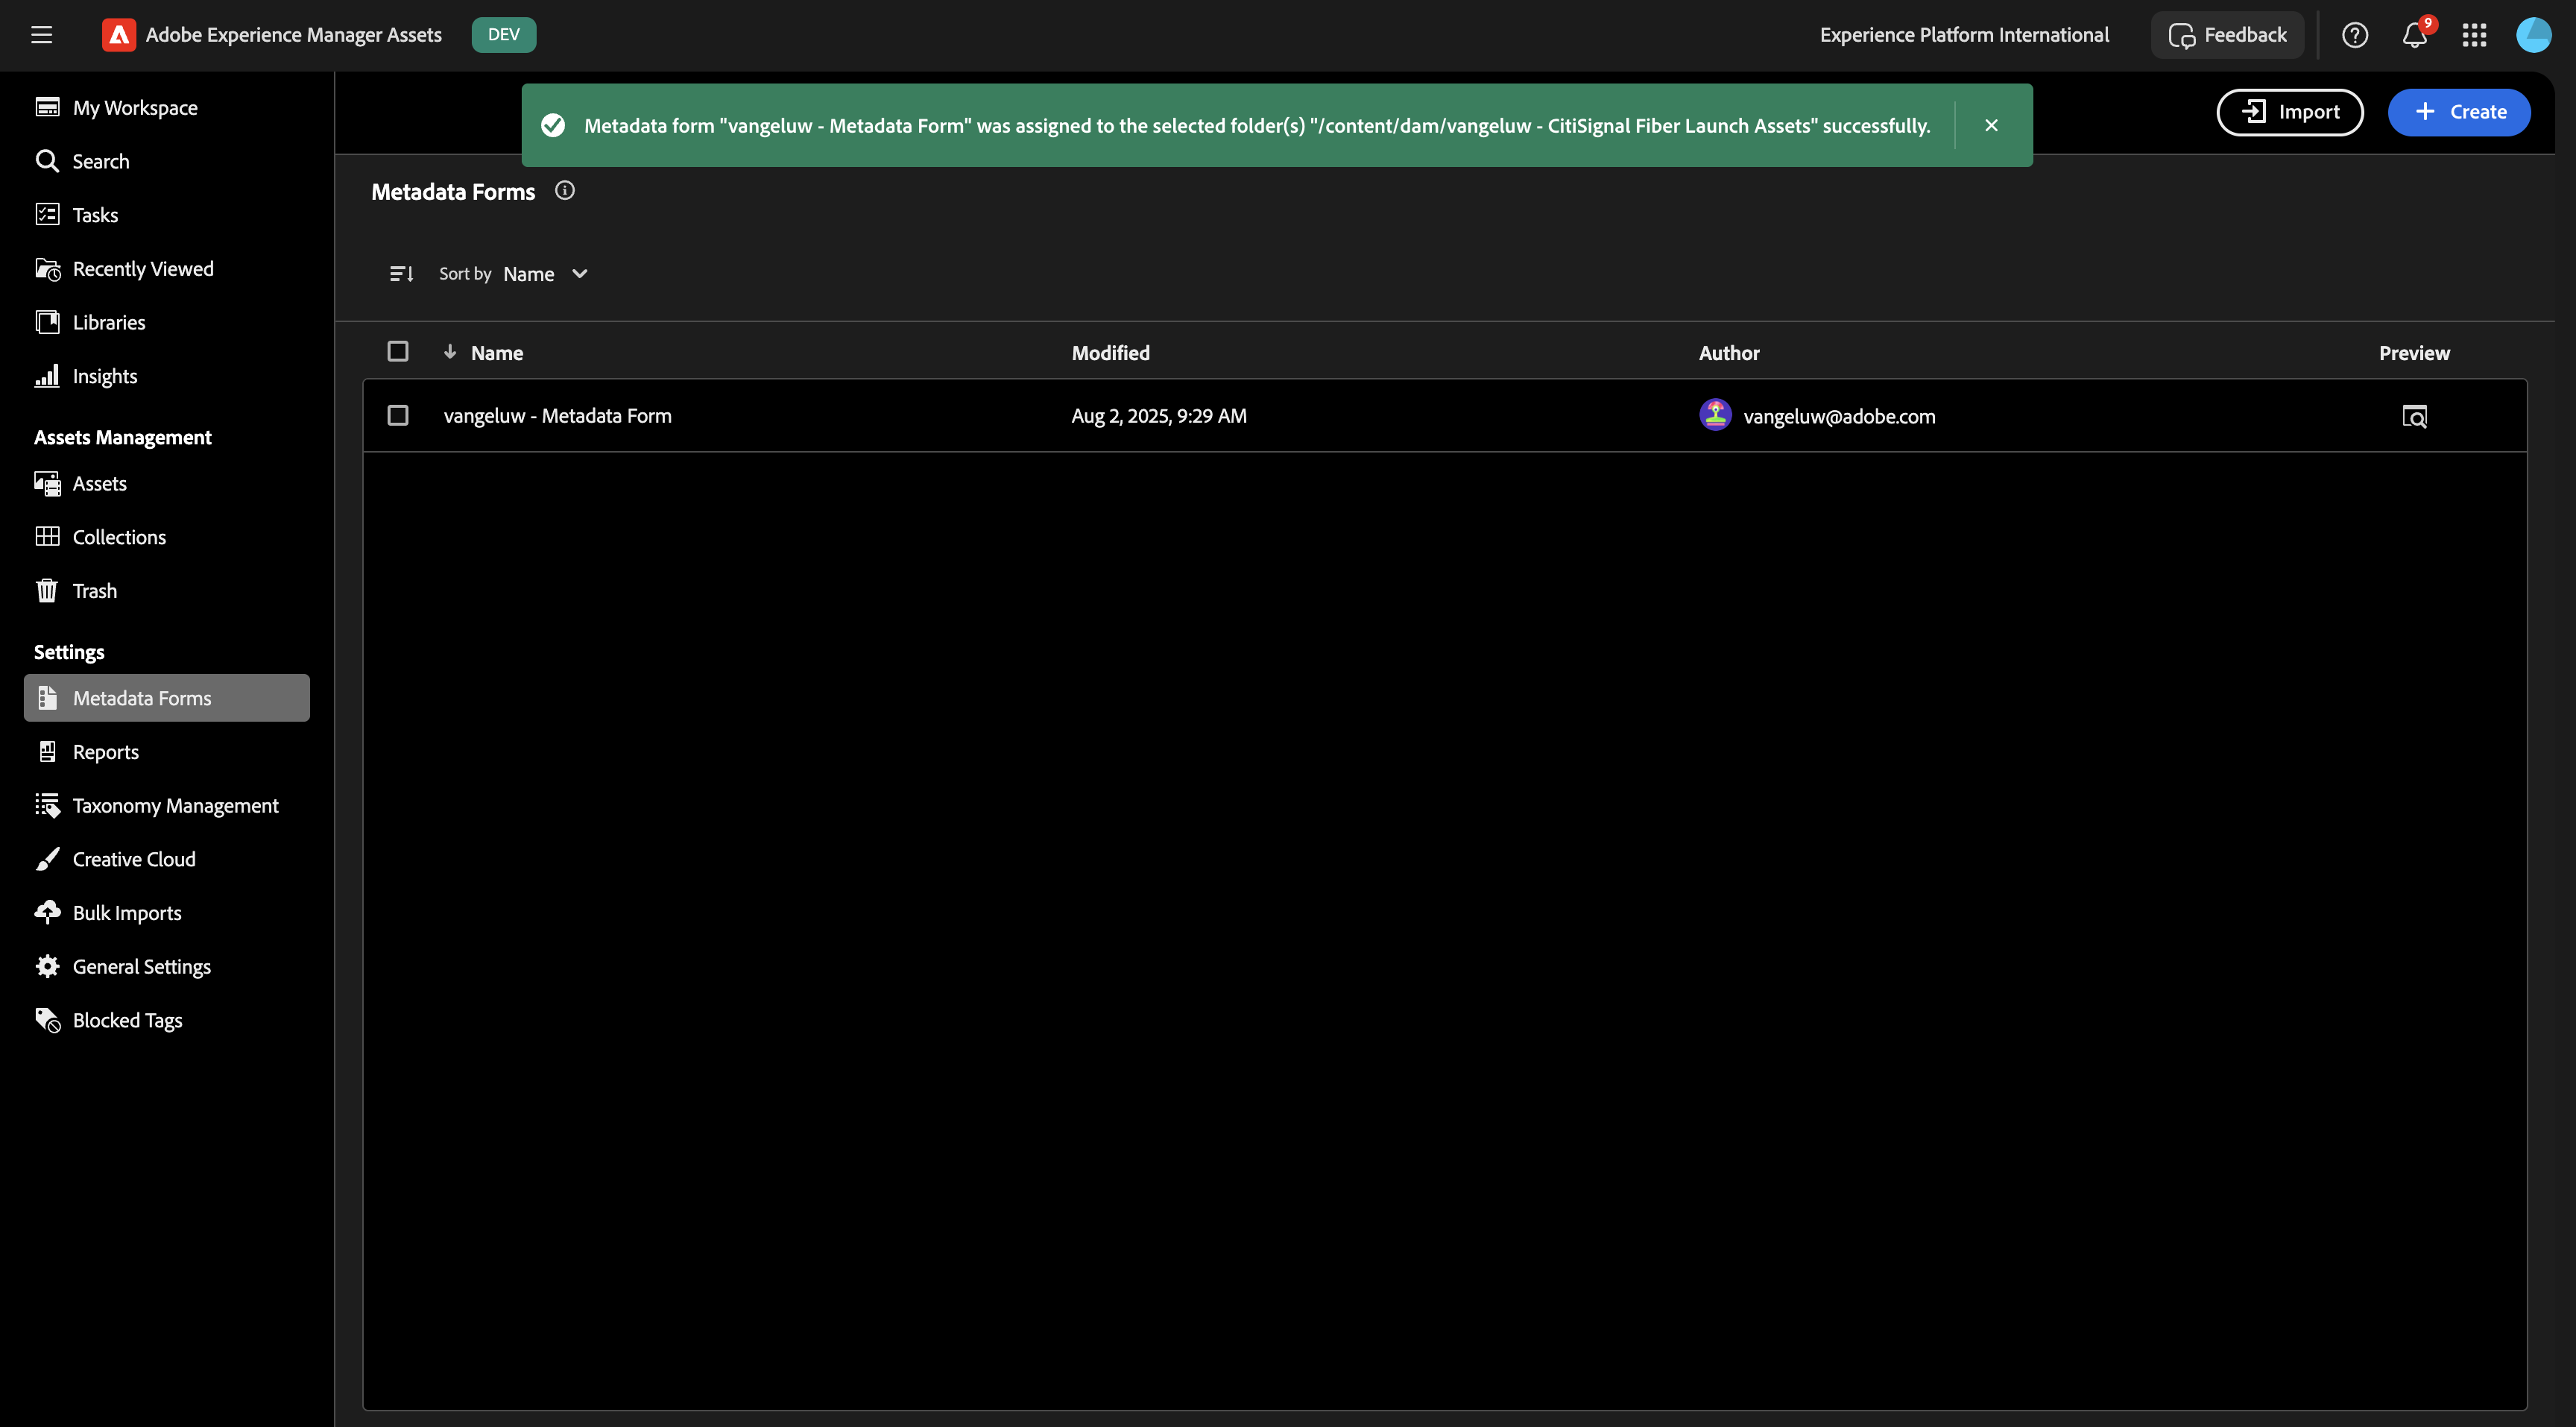 Adobe Experience Manager Assets
DEV
Experience Platform International
Feedback
9
My Workspace
Search
Tasks
Recently Viewed
Libraries
Insights
Assets Management
Assets
Collections
Trash
Settings
Metadata Forms
Reports
Taxonomy Management
Creative Cloud
Bulk Imports
General Settings
Blocked Tags
Metadata form "vangeluw - Metadata Form" was assigned to the selected folder(s) "/content/dam/vangeluw - CitiSignal Fiber Launch Assets" successfully.
Import
Create
Metadata Forms
Sort by Name
Name Modified Author Preview
vangeluw - Metadata Form Aug 2, 2025, 9:29 AM vangeluw@adobe.com